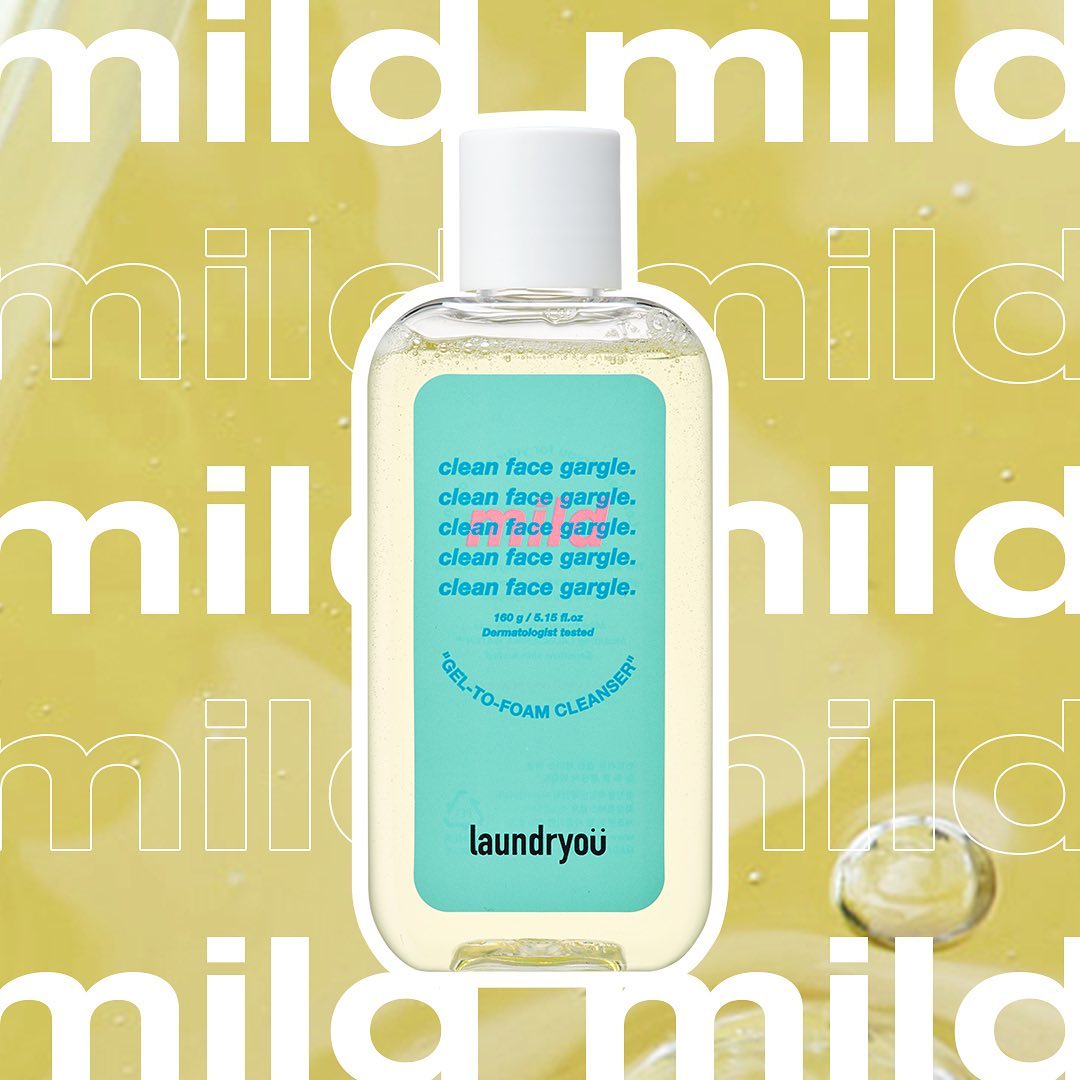 mild mild
mild mild
clean face gargle.
clean face gargle.
mild
clean face gargle.
clean face gargle.
clean face gargle.
mild mild
160 g / 5.15 fl.oz
Dermatologist tested
"GEL-TO-FOAM CLEANSER"
mild mild
laundryoü
mild mild